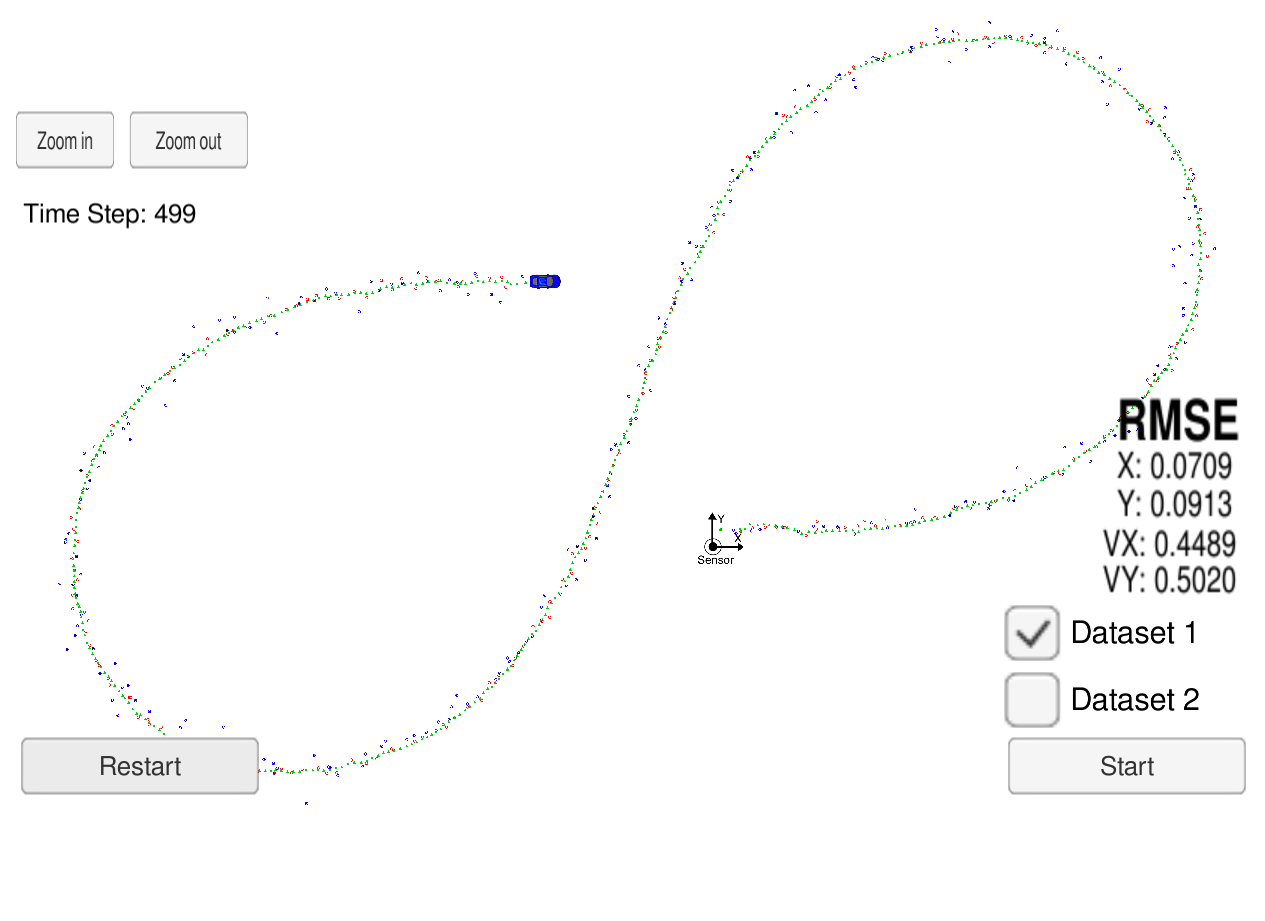 Zoom in
Zoom out
Time Step: 499
Y
X
Sensor
RMSE
X: 0.0709
Y: 0.0913
VX: 0.4489
VY: 0.5020
Dataset 1
Dataset 2
Restart
Start